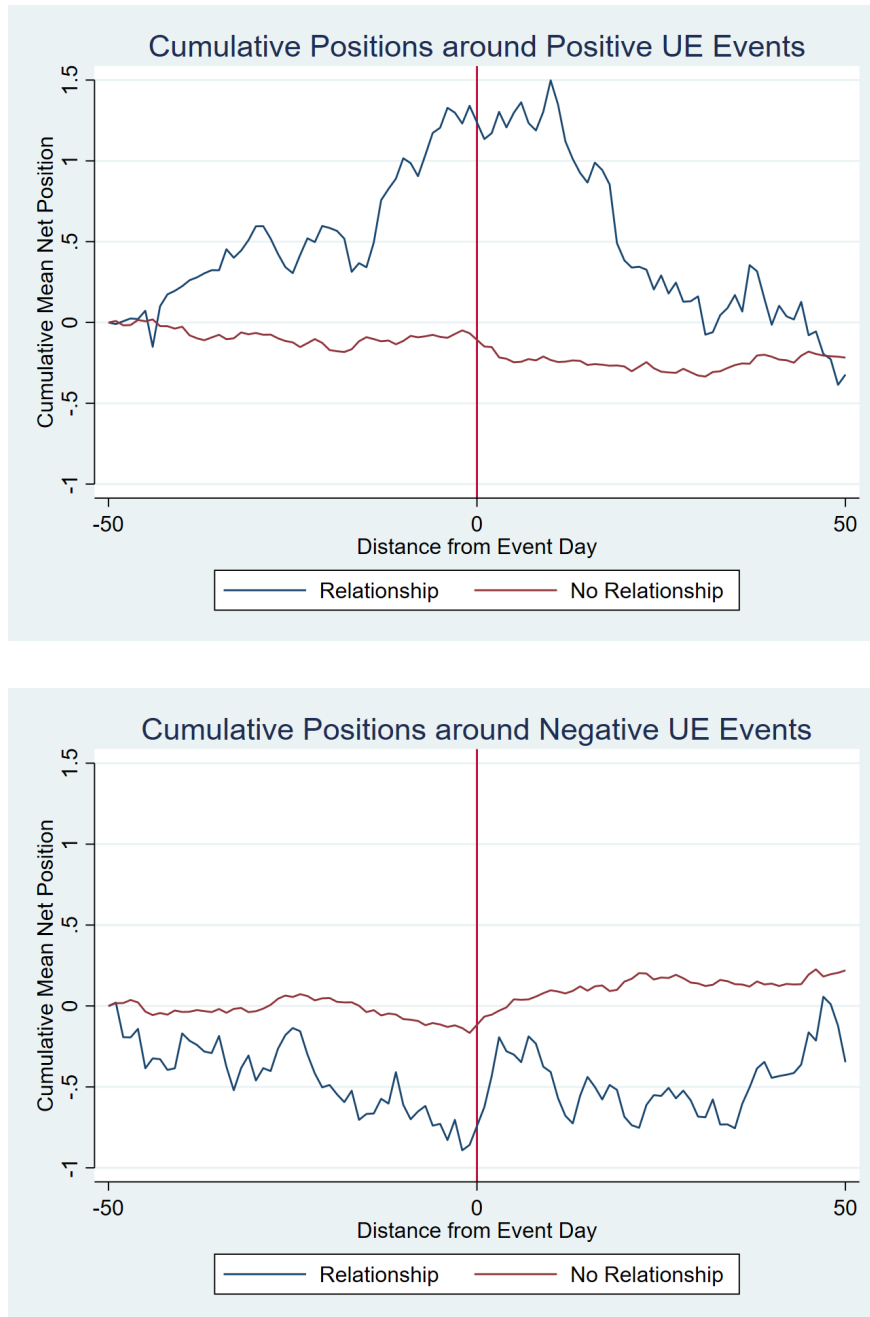 Cumulative Positions around Positive UE Events
Cumulative Mean Net Position
1.5
1
.5
0
-.5
-1
-50
0
50
Distance from Event Day
Relationship
No Relationship
Cumulative Positions around Negative UE Events
Cumulative Mean Net Position
1.5
1
.5
0
-.5
-1
-50
0
50
Distance from Event Day
Relationship
No Relationship